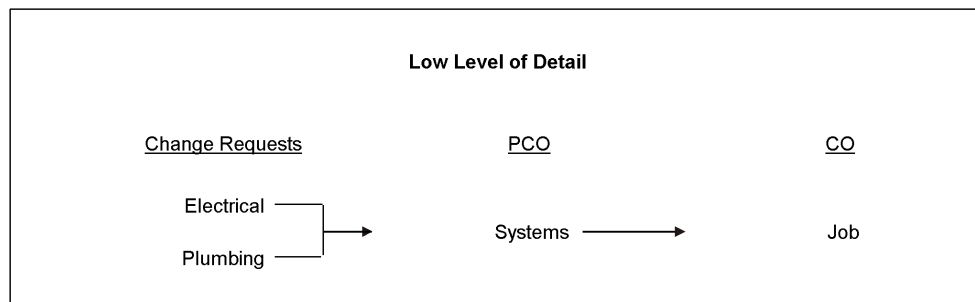 Low Level of Detail
Change Requests PCO CO
Electrical
Systems Job
Plumbing